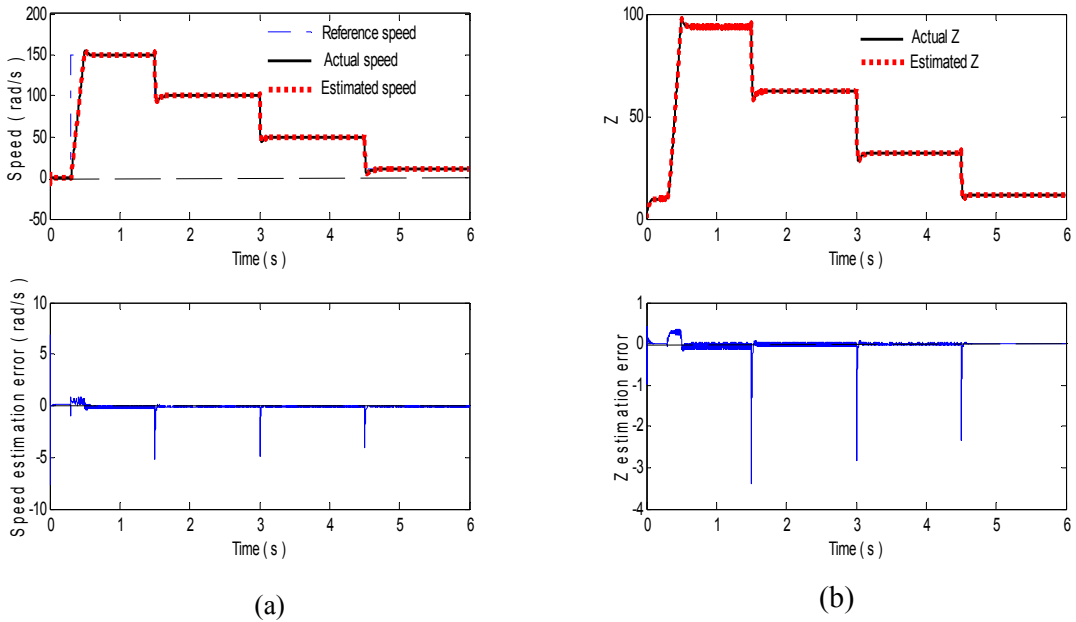 200
150
100
50
0
-50
Speed ( rad/s )
Reference speed
Actual speed
Estimated speed
0 1 2 3 4 5 6
Time ( s )
100
50
0
Z
Actual Z
Estimated Z
0 1 2 3 4 5 6
Time ( s )
10
5
0
-5
-10
Speed estimation error ( rad/s )
0 1 2 3 4 5 6
Time ( s )
1
0
-1
-2
-3
-4
Z estimation error
0 1 2 3 4 5 6
Time ( s )
(a)
(b)